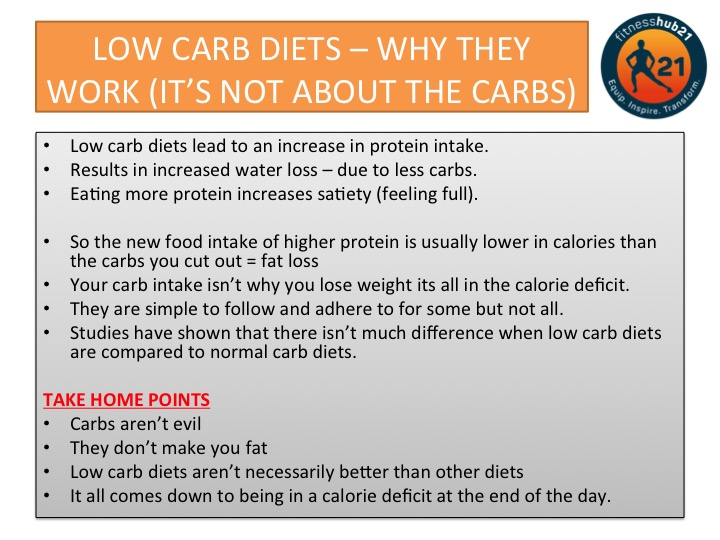 LOW CARB DIETS – WHY THEY
WORK (IT'S NOT ABOUT THE CARBS)
fitnesshub21
21
Equip. Inspire. Transform.
• Low carb diets lead to an increase in protein intake.
• Results in increased water loss – due to less carbs.
• Eating more protein increases satiety (feeling full).
• So the new food intake of higher protein is usually lower in calories than
the carbs you cut out = fat loss
• Your carb intake isn't why you lose weight its all in the calorie deficit.
• They are simple to follow and adhere to for some but not all.
• Studies have shown that there isn't much difference when low carb diets
are compared to normal carb diets.
TAKE HOME POINTS
• Carbs aren't evil
• They don't make you fat
• Low carb diets aren't necessarily better than other diets
• It all comes down to being in a calorie deficit at the end of the day.